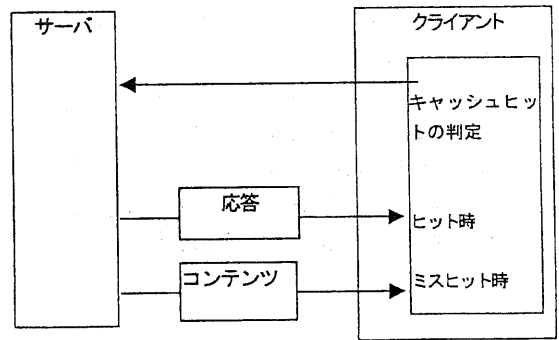 サーバ
クライアント
キャッシュヒッ
トの判定
応答
ヒット時
コンテンツ
ミスヒット時